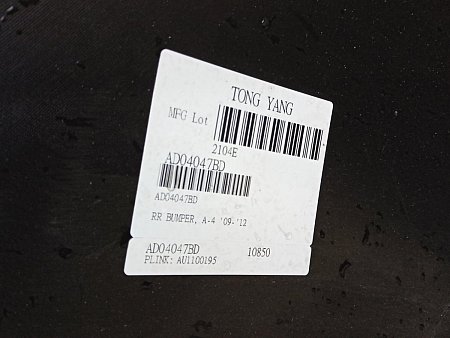 TONG YANG
MFG Lot
2104E
AD04047BD
AD04047BD
RR BUMPER, A-4 '09-'12
AD04047BD 10850
PLINK: AU1100195